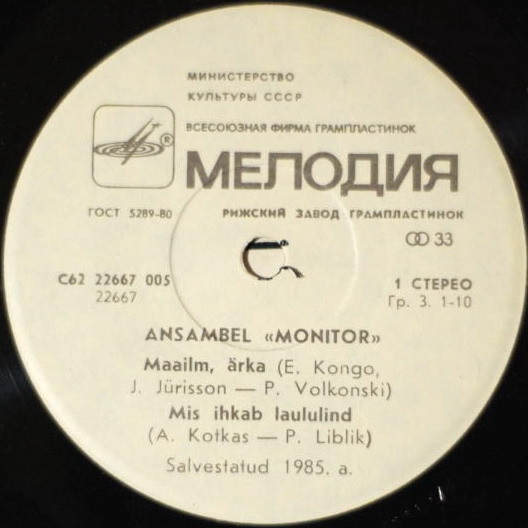 МИНИСТЕРСТВО
КУЛЬТУРЫ СССР
ВСЕСОЮЗНАЯ ФИРМА ГРАМПЛАСТИНОК
®
МЕЛОДИЯ
ГОСТ 5289-80 РИЖСКИЙ ЗАВОД ГРАМПЛАСТИНОК
33
С62 22667 005 1 СТЕРЕО
22667 Гр. 3. 1-10
ANSAMBEL «MONITOR»
Maailm, ärka (E. Kongo,
J. Jürisson — P. Volkonski)
Mis ihkab laululind
(A. Kotkas — P. Liblik)
Salvestatud 1985. a.